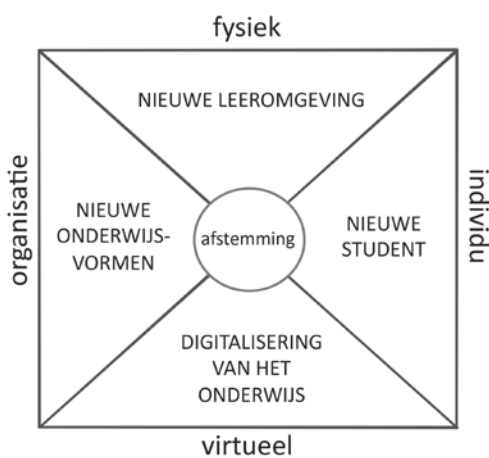 fysiek
NIEUWE LEEROMGEVING
organisatie
NIEUWE
ONDERWIJS-
VORMEN
afstemming
NIEUWE
STUDENT
individu
DIGITALISERING
VAN HET
ONDERWIJS
virtueel